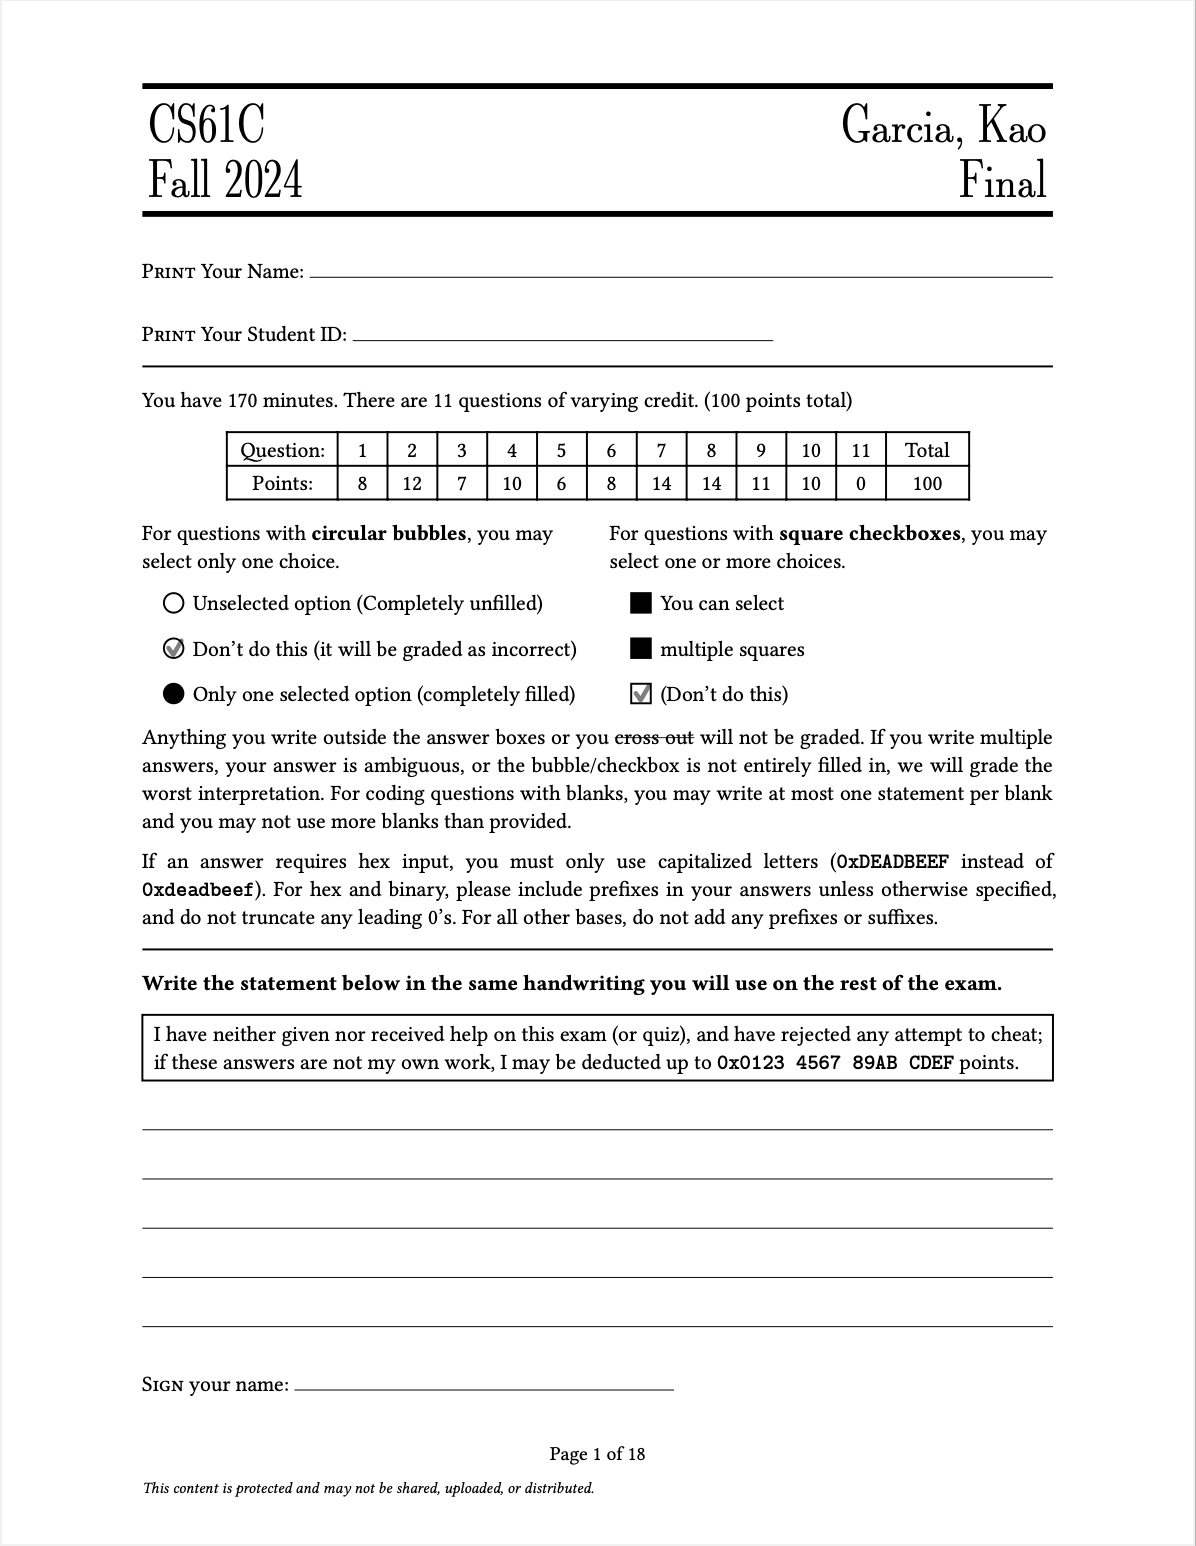 CS61C
Garcia, Kao
Fall 2024
Final
PRINT Your Name:
PRINT Your Student ID:
You have 170 minutes. There are 11 questions of varying credit. (100 points total)
Question: 1 2 3 4 5 6 7 8 9 10 11 Total
Points: 8 12 7 10 6 8 14 14 11 10 0 100
For questions with circular bubbles, you may
select only one choice.
Unselected option (Completely unfilled)
Don't do this (it will be graded as incorrect)
Only one selected option (completely filled)
For questions with square checkboxes, you may
select one or more choices.
You can select
multiple squares
(Don't do this)
Anything you write outside the answer boxes or you cross out will not be graded. If you write multiple
answers, your answer is ambiguous, or the bubble/checkbox is not entirely filled in, we will grade the
worst interpretation. For coding questions with blanks, you may write at most one statement per blank
and you may not use more blanks than provided.
If an answer requires hex input, you must only use capitalized letters (0xDEADBEEF instead of
0xdeadbeef). For hex and binary, please include prefixes in your answers unless otherwise specified,
and do not truncate any leading 0's. For all other bases, do not add any prefixes or suffixes.
Write the statement below in the same handwriting you will use on the rest of the exam.
I have neither given nor received help on this exam (or quiz), and have rejected any attempt to cheat;
if these answers are not my own work, I may be deducted up to 0x0123 4567 89AB CDEF points.
SIGN your name:
Page 1 of 18
This content is protected and may not be shared, uploaded, or distributed.